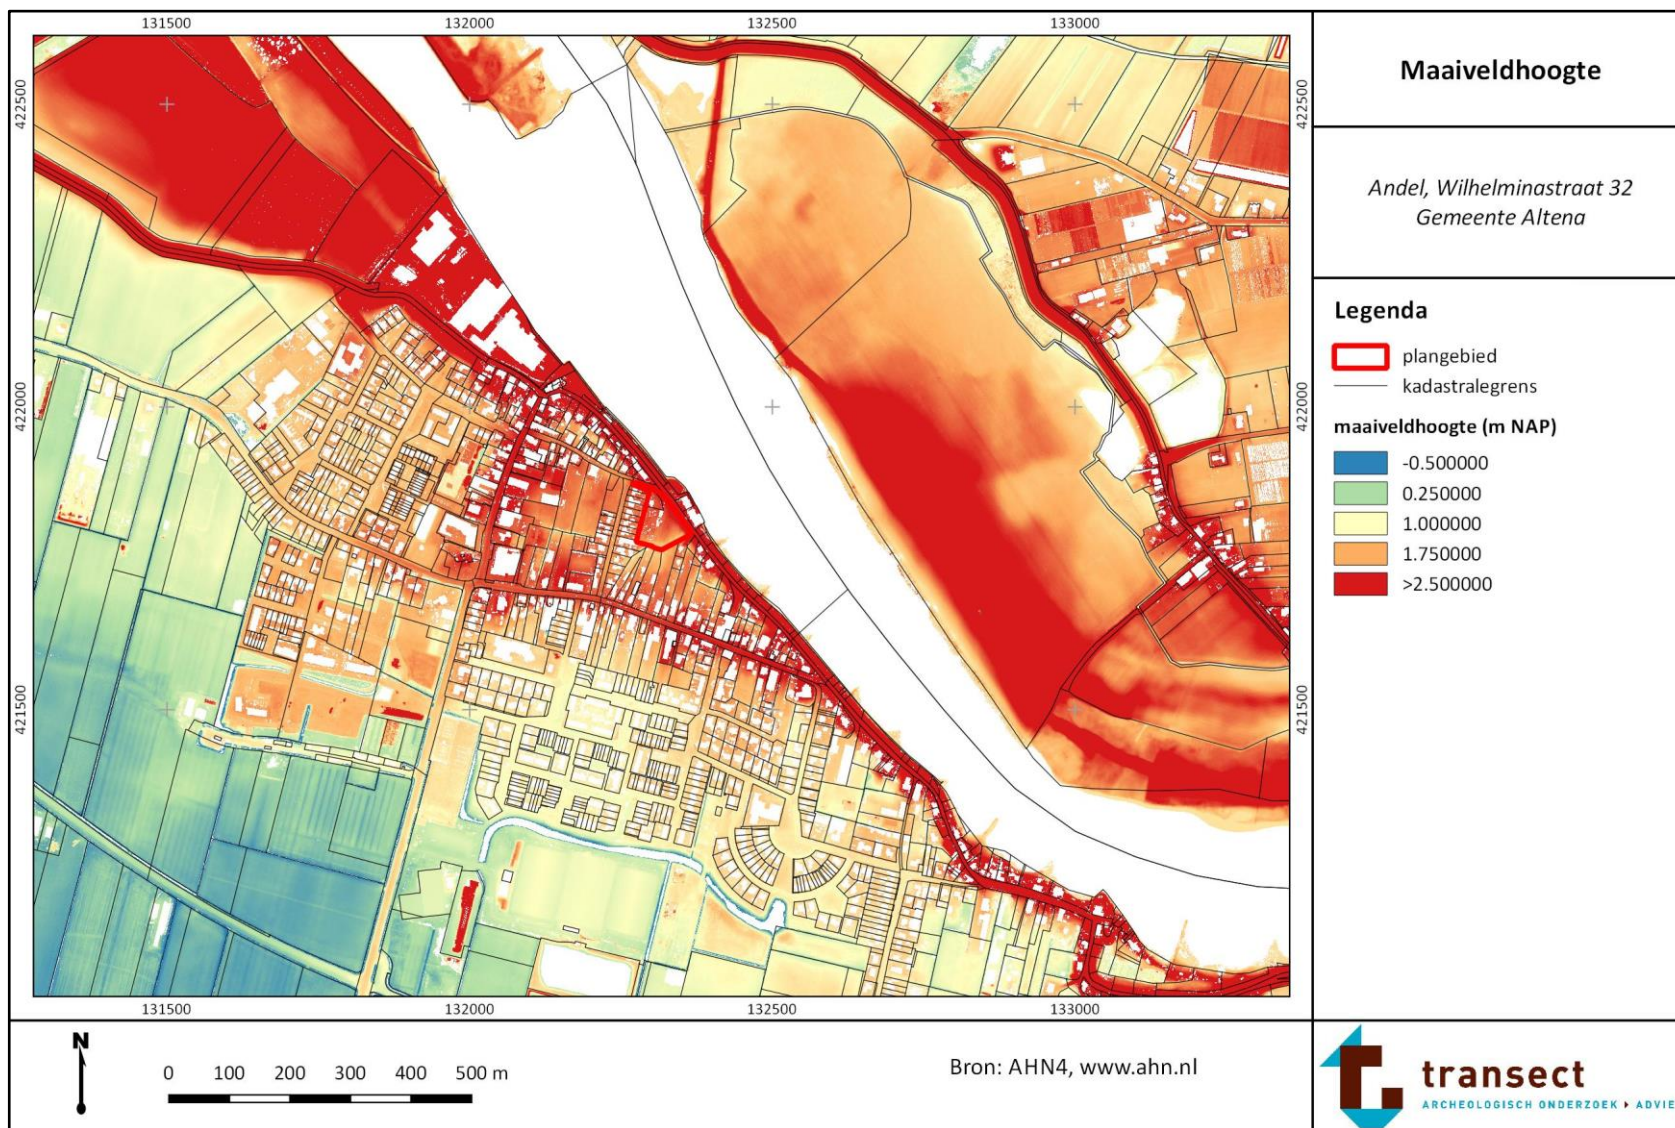 131500
132000
132500
133000
422500
422000
421500
422500
422000
421500
131500
132000
132500
133000
Maaiveldhoogte
Andel, Wilhelminastraat 32
Gemeente Altena
Legenda
plangebied
kadastralegrens
maaiveldhoogte (m NAP)
-0.500000
0.250000
1.000000
1.750000
>2.500000
N
0 100 200 300 400 500 m
Bron: AHN4, www.ahn.nl
transect
ARCHEOLOGISCH ONDERZOEK ▸ ADVIE